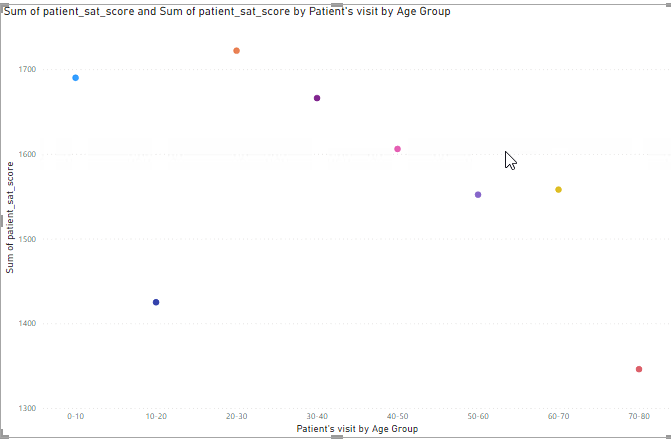 Sum of patient_sat_score and Sum of patient_sat_score by Patient's visit by Age Group
1700
1600
1500
1400
1300
Sum of patient_sat_score
0-10 10-20 20-30 30-40 40-50 50-60 60-70 70-80
Patient's visit by Age Group